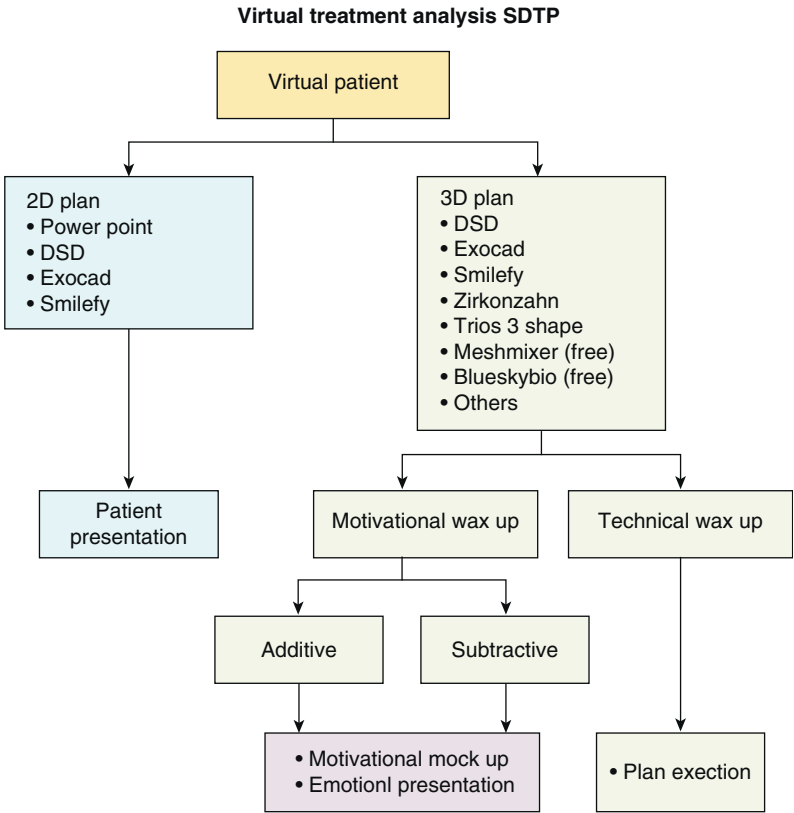 Virtual treatment analysis SDTP
Virtual patient
2D plan
• Power point
• DSD
• Exocad
• Smilefy
3D plan
• DSD
• Exocad
• Smilefy
• Zirkonzahn
• Trios 3 shape
• Meshmixer (free)
• Blueskybio (free)
• Others
Patient
presentation
Motivational wax up
Technical wax up
Additive
Subtractive
• Motivational mock up
• Emotionl presentation
• Plan exection